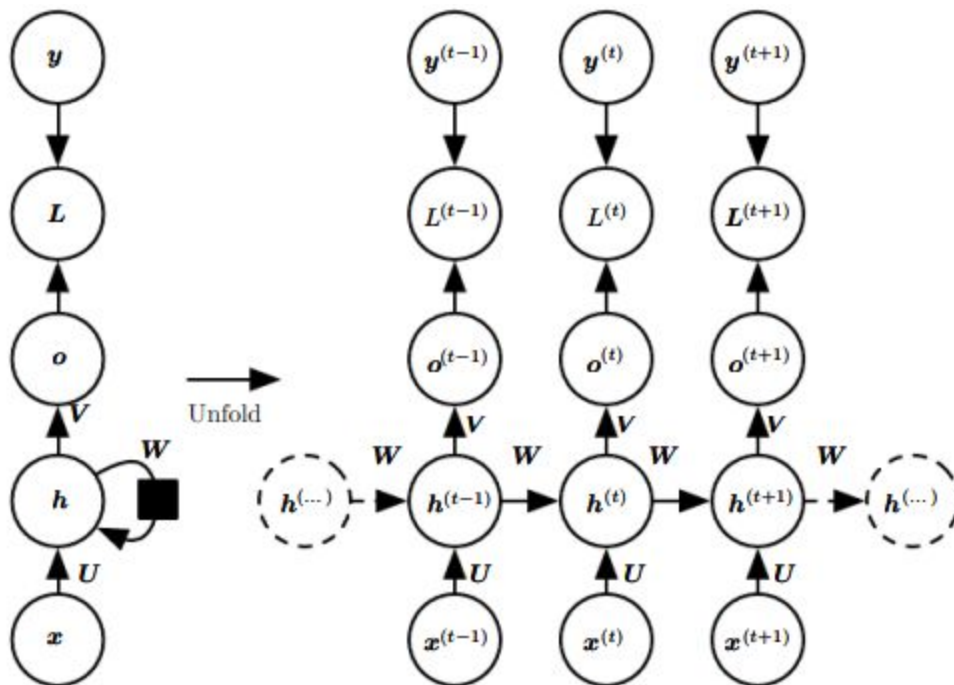 y y^(t−1) y^(t) y^(t+1)
L L^(t−1) L^(t) L^(t+1)
o o^(t−1) o^(t) o^(t+1)
Unfold
V V V V
W W W W W
h h^(...) h^(t−1) h^(t) h^(t+1) h^(...)
U U U U
x x^(t−1) x^(t) x^(t+1)